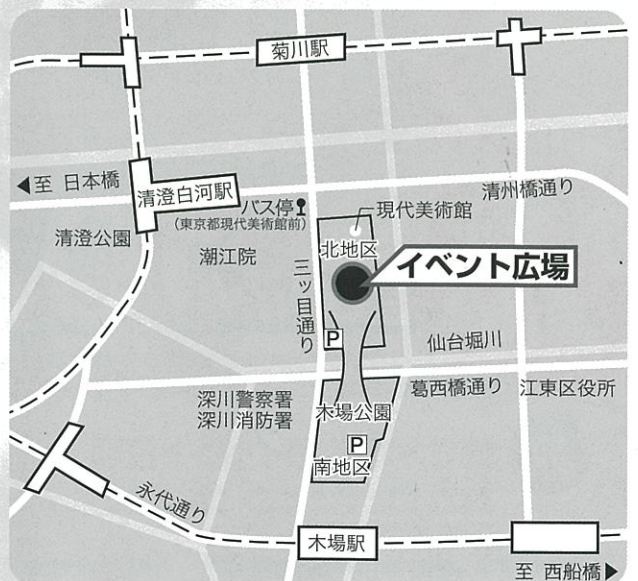 菊川駅
◀至 日本橋
清澄白河駅
バス停
(東京都現代美術館前)
清洲橋通り
現代美術館
清澄公園
潮江院
北地区
イベント広場
三ッ目通り
P
仙台堀川
深川警察署
深川消防署
葛西橋通り
江東区役所
木場公園
P
南地区
永代通り
木場駅
至 西船橋▶